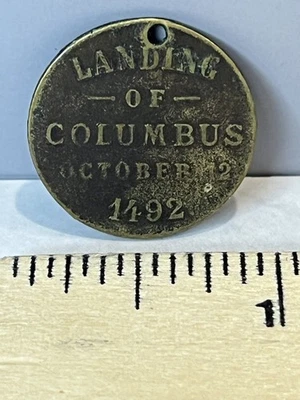 LANDING
— OF —
COLUMBUS
OCTOBER 12
1492
1